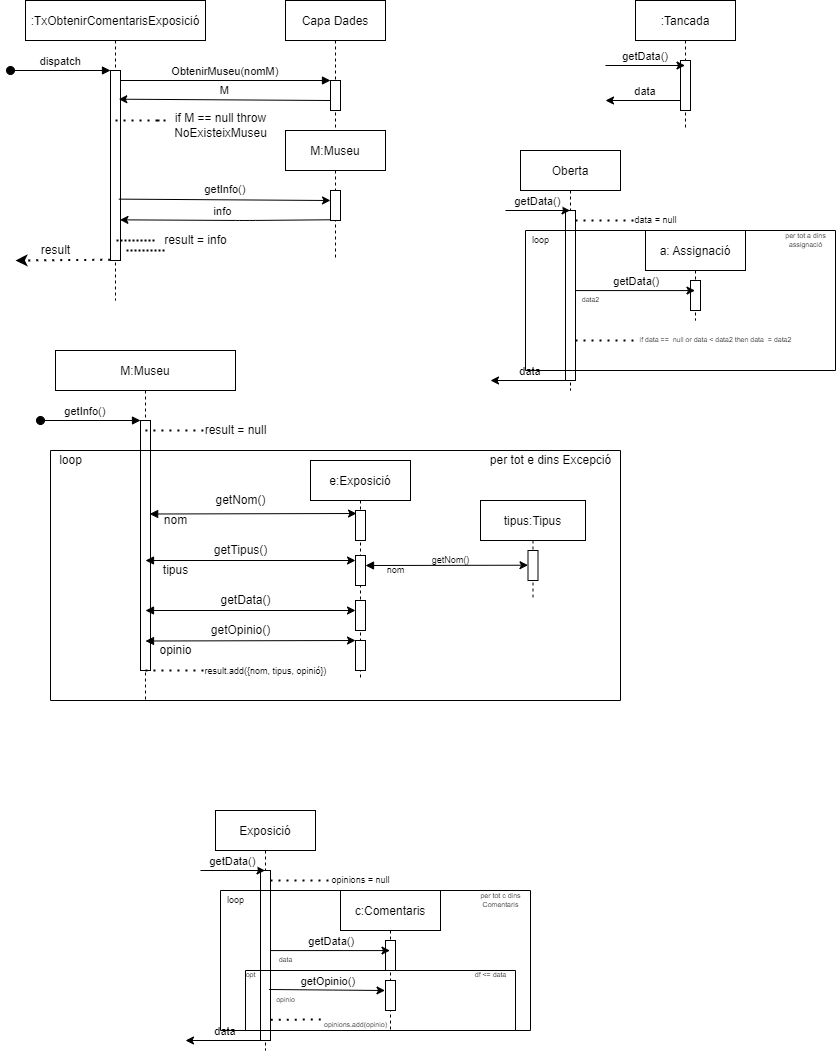 :TxObtenirComentarisExposició
Capa Dades
dispatch
ObtenirMuseu(nomM)
M
if M == null throw
NoExisteixMuseu
M:Museu
getInfo()
info
result = info
result
:Tancada
getData()
data
Oberta
getData()
data = null
loop
per tot a dins
assignació
a: Assignació
getData()
data2
if data == null or data < data2 then data = data2
data
M:Museu
getInfo()
result = null
loop
per tot e dins Excepció
e:Exposició
getNom()
nom
tipus:Tipus
getTipus()
tipus
getNom()
nom
getData()
getOpinio()
opinio
result.add({nom, tipus, opinió})
Exposició
getData()
opinions = null
loop
per tot c dins
Comentaris
c:Comentaris
getData()
data
opt
df <= data
getOpinio()
opinio
opinions.add(opinio)
data